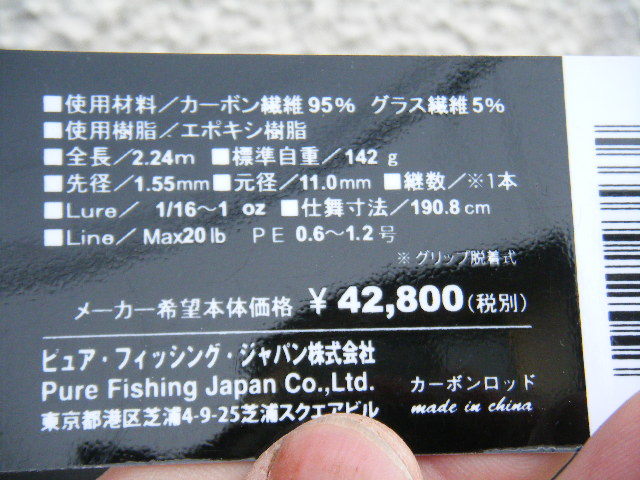 ■使用材料／カーボン繊維95% グラス繊維5%
■使用樹脂／エポキシ樹脂
■全長／2.24m ■標準自重／142g
■先径／1.55mm ■元径／11.0mm ■継数／※1本
■Lure／ 1/16〜1 oz ■仕舞寸法／190.8cm
■Line／ Max20lb PE 0.6〜1.2号
※グリップ脱着式
メーカー希望本体価格 ¥42,800(税別)
ピュア・フィッシング・ジャパン株式会社
Pure Fishing Japan Co.,Ltd. カーボンロッド
東京都港区芝浦4-9-25芝浦スクエアビル made in china